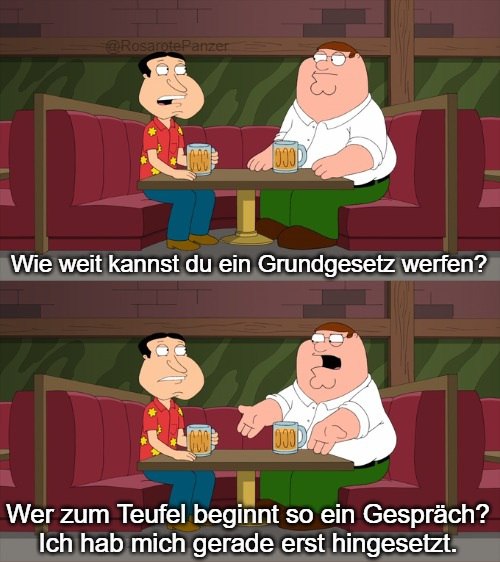 @RosarotePanzer
Wie weit kannst du ein Grundgesetz werfen?
Wer zum Teufel beginnt so ein Gespräch?
Ich hab mich gerade erst hingesetzt.